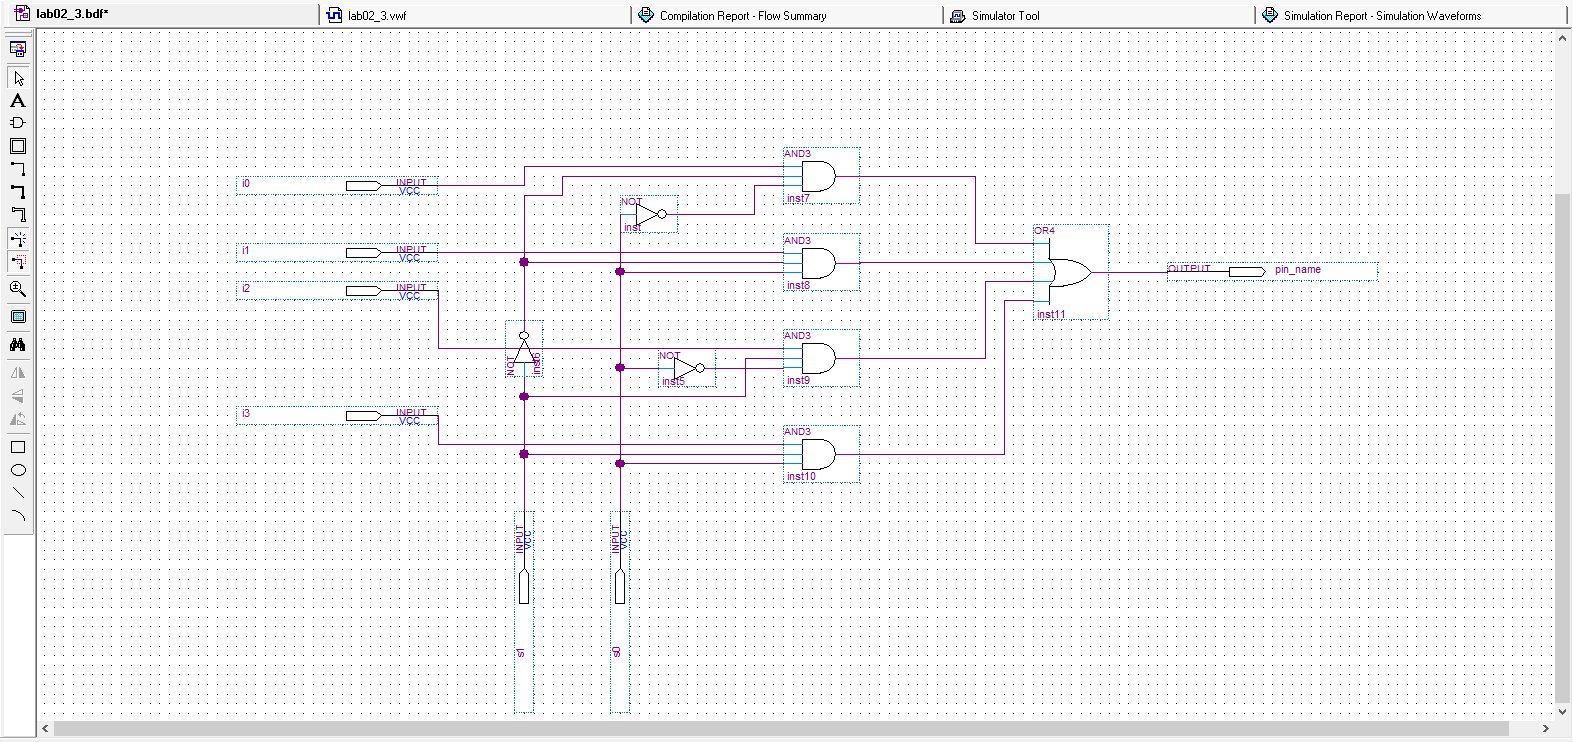 lab02_3.bdf*
lab02_3.vwf
Compilation Report - Flow Summary
Simulator Tool
Simulation Report - Simulation Waveforms
A
AND3
inst7
i0
INPUT
VCC
NOT
inst
i1
INPUT
VCC
AND3
inst8
OR4
inst11
OUTPUT
pin_name
i2
INPUT
VCC
NOT
inst6
NOT
inst5
AND3
inst9
i3
INPUT
VCC
AND3
inst10
INPUT
VCC
s1
INPUT
VCC
s0